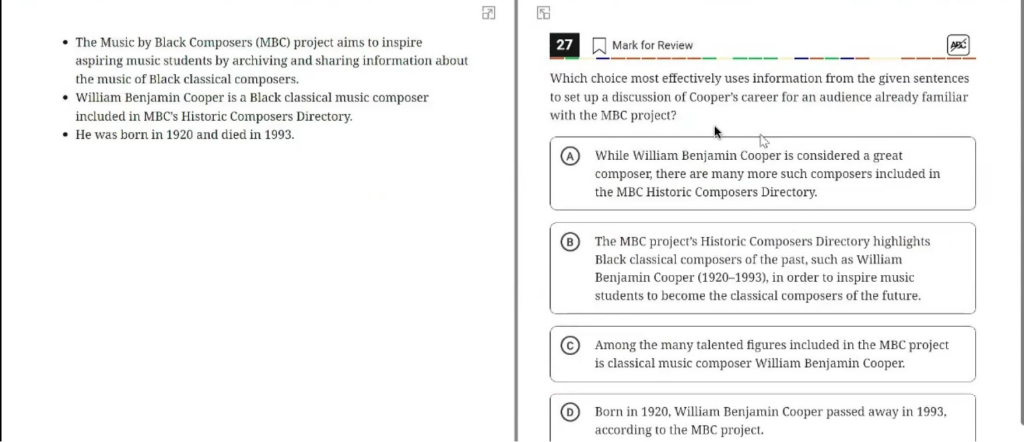 • The Music by Black Composers (MBC) project aims to inspire
aspiring music students by archiving and sharing information about
the music of Black classical composers.
• William Benjamin Cooper is a Black classical music composer
included in MBC's Historic Composers Directory.
• He was born in 1920 and died in 1993.
27 Mark for Review ABC
Which choice most effectively uses information from the given sentences
to set up a discussion of Cooper's career for an audience already familiar
with the MBC project?
A While William Benjamin Cooper is considered a great
composer, there are many more such composers included in
the MBC Historic Composers Directory.
B The MBC project's Historic Composers Directory highlights
Black classical composers of the past, such as William
Benjamin Cooper (1920–1993), in order to inspire music
students to become the classical composers of the future.
C Among the many talented figures included in the MBC project
is classical music composer William Benjamin Cooper.
D Born in 1920, William Benjamin Cooper passed away in 1993,
according to the MBC project.